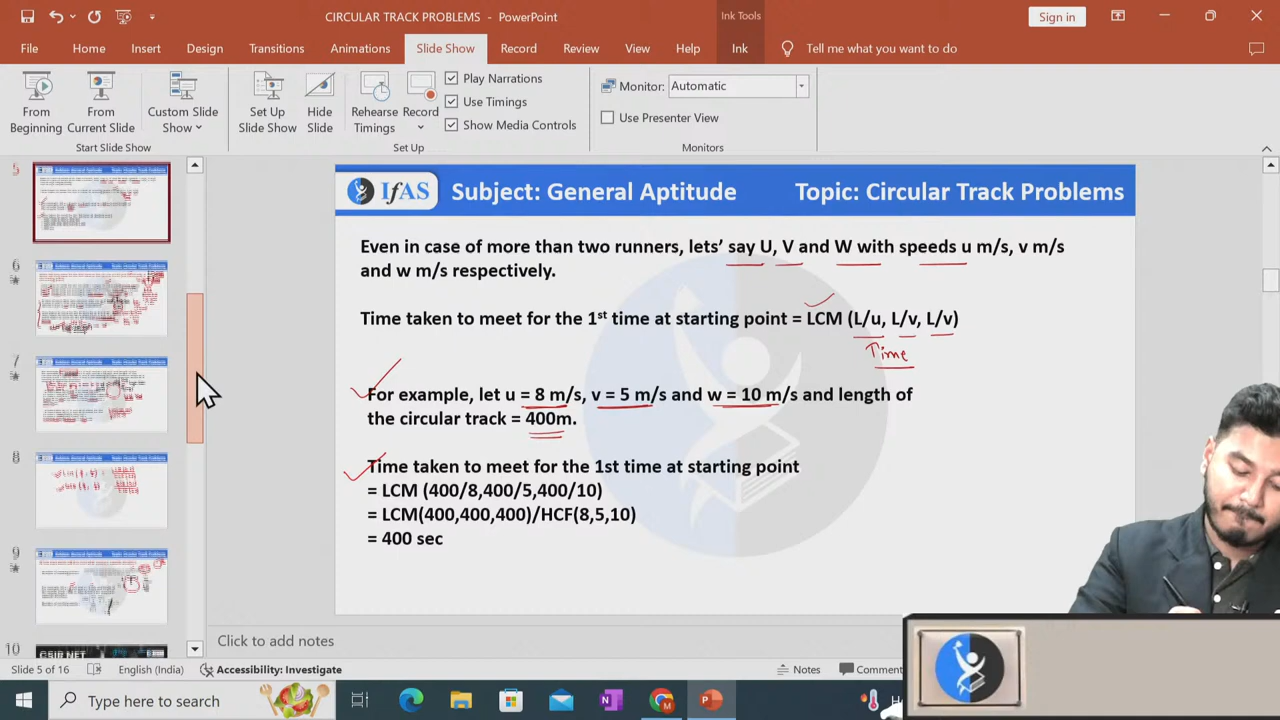 CIRCULAR TRACK PROBLEMS - PowerPoint
Ink Tools
Sign in
File Home Insert Design Transitions Animations Slide Show Record Review View Help Ink Tell me what you want to do
From Beginning
From Current Slide
Custom Slide Show
Set Up Slide Show
Hide Slide
Rehearse Timings
Record
Play Narrations
Use Timings
Show Media Controls
Monitor: Automatic
Use Presenter View
Start Slide Show
Set Up
Monitors
5
6
7
8
9
10
IFAS Subject: General Aptitude Topic: Circular Track Problems
Even in case of more than two runners, lets' say U, V and W with speeds u m/s, v m/s
and w m/s respectively.
Time taken to meet for the 1st time at starting point = LCM (L/u, L/v, L/v)
Time
For example, let u = 8 m/s, v = 5 m/s and w = 10 m/s and length of
the circular track = 400m.
Time taken to meet for the 1st time at starting point
= LCM (400/8,400/5,400/10)
= LCM(400,400,400)/HCF(8,5,10)
= 400 sec
Click to add notes
Slide 5 of 16 English (India) Accessibility: Investigate Notes Comment
Type here to search